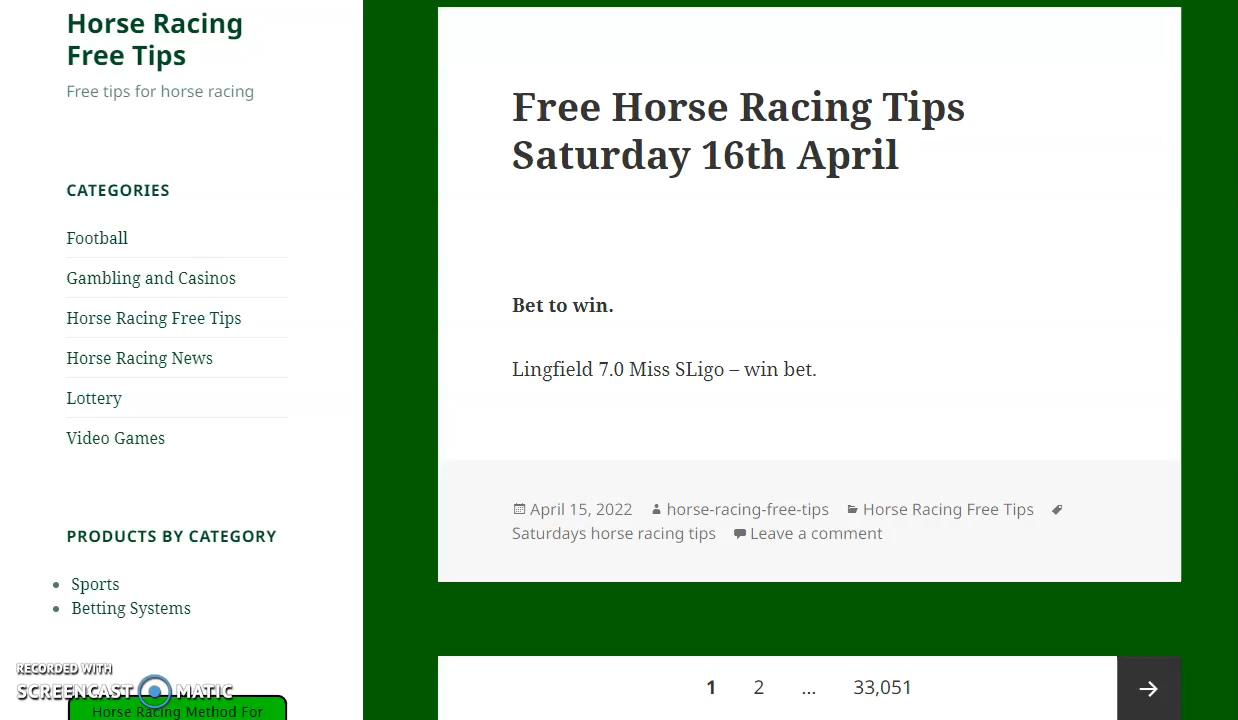 Horse Racing
Free Tips
Free tips for horse racing
CATEGORIES
Football
Gambling and Casinos
Horse Racing Free Tips
Horse Racing News
Lottery
Video Games
PRODUCTS BY CATEGORY
Sports
Betting Systems
RECORDED WITH
SCREENCAST MATIC
Horse Racing Method For
Free Horse Racing Tips
Saturday 16th April
Bet to win.
Lingfield 7.0 Miss SLigo – win bet.
April 15, 2022 horse-racing-free-tips Horse Racing Free Tips
Saturdays horse racing tips Leave a comment
1 2 … 33,051